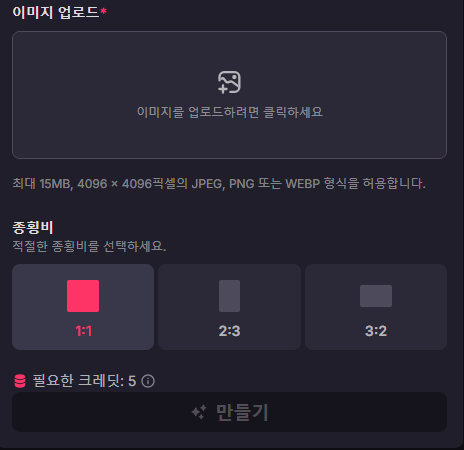 이미지 업로드*
이미지를 업로드하려면 클릭하세요
최대 15MB, 4096 × 4096픽셀의 JPEG, PNG 또는 WEBP 형식을 허용합니다.
종횡비
적절한 종횡비를 선택하세요.
1:1
2:3
3:2
필요한 크레딧: 5
만들기